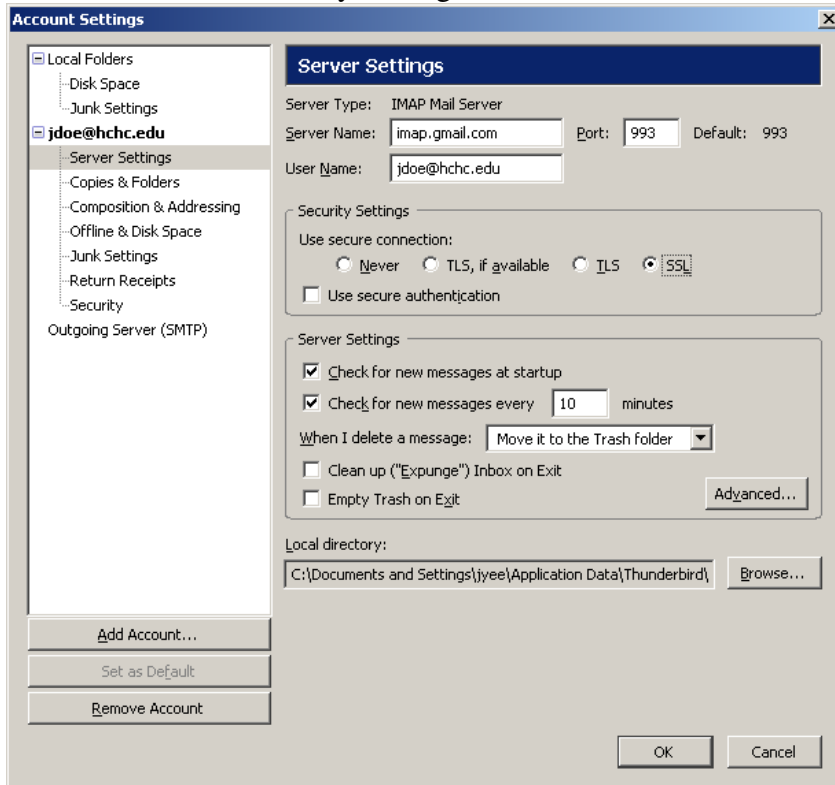 Account Settings
Local Folders
Disk Space
Junk Settings
jdoe@hchc.edu
Server Settings
Copies & Folders
Composition & Addressing
Offline & Disk Space
Junk Settings
Return Receipts
Security
Outgoing Server (SMTP)
Add Account...
Set as Default
Remove Account
Server Settings
Server Type: IMAP Mail Server
Server Name: imap.gmail.com Port: 993 Default: 993
User Name: jdoe@hchc.edu
Security Settings
Use secure connection:
Never TLS, if available TLS SSL
Use secure authentication
Server Settings
Check for new messages at startup
Check for new messages every 10 minutes
When I delete a message: Move it to the Trash folder
Clean up ("Expunge") Inbox on Exit
Empty Trash on Exit
Advanced...
Local directory:
C:\Documents and Settings\jyee\Application Data\Thunderbird\ Browse...
OK Cancel